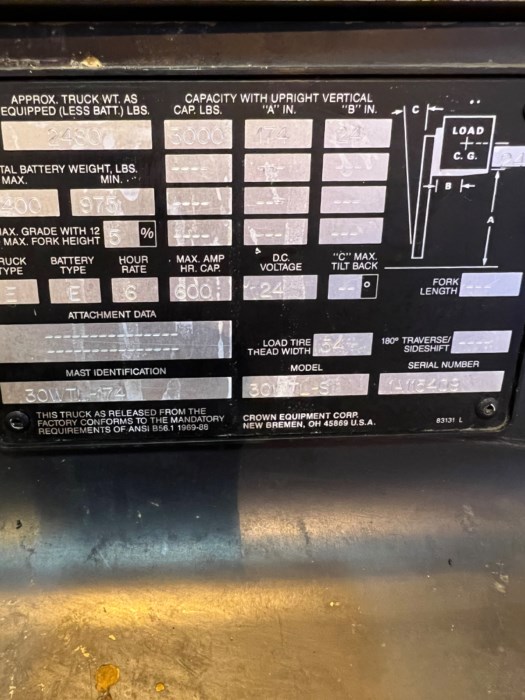 APPROX. TRUCK WT. AS
EQUIPPED (LESS BATT.) LBS.
CAPACITY WITH UPRIGHT VERTICAL
CAP. LBS. "A" IN. "B" IN.
C
LOAD
C. G.
B
A
3000 174 24
TAL BATTERY WEIGHT, LBS.
MAX. MIN.
975
--- --- ---
AX. GRADE WITH 12
MAX. FORK HEIGHT
%
RUCK
TYPE
BATTERY
TYPE
HOUR
RATE
MAX. AMP
HR. CAP.
D.C.
VOLTAGE
"C" MAX.
TILT BACK
FORK
LENGTH
E E 6 600 24 -- o ---
ATTACHMENT DATA
LOAD TIRE
TREAD WIDTH
180° TRAVERSE/
SIDESHIFT
MAST IDENTIFICATION
MODEL
SERIAL NUMBER
THIS TRUCK AS RELEASED FROM THE
FACTORY CONFORMS TO THE MANDATORY
REQUIREMENTS OF ANSI B56.1 1969-88
CROWN EQUIPMENT CORP.
NEW BREMEN, OH 45869 U.S.A.
83131 L